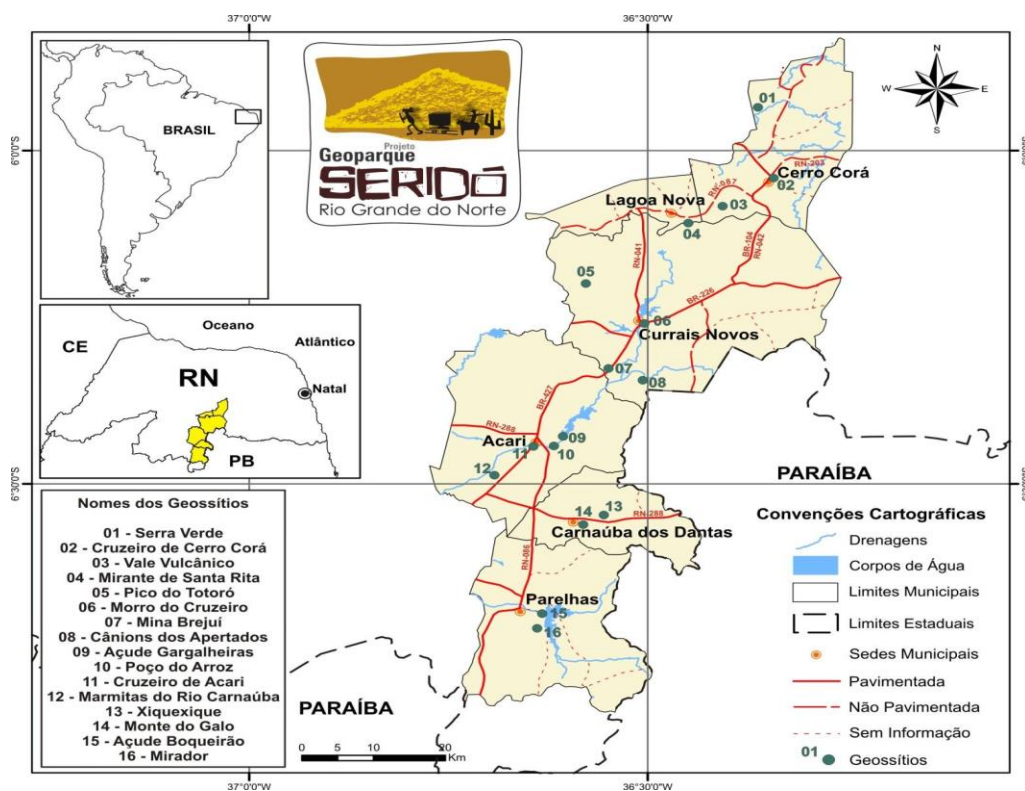 37°0'0"W
36°30'0"W
BRASIL
Projeto
Geoparque
SERIDÓ
Rio Grande do Norte
N
W
E
S
6°0'0"S
01
RN-203
Cerro Corá
02
RN-087
03
Lagoa Nova
04
BR-104
RN-042
RN-041
05
BR-226
06
Currais Novos
07
08
Oceano
Atlântico
CE
RN
Natal
PB
BR-427
RN-288
Acari
09
10
11
12
6°30'0"S
PARAÍBA
13
14
RN-288
Carnaúba dos Dantas
RN-086
Parelhas
15
16
PARAÍBA
Nomes dos Geossítios
01 - Serra Verde
02 - Cruzeiro de Cerro Corá
03 - Vale Vulcânico
04 - Mirante de Santa Rita
05 - Pico do Totoró
06 - Morro do Cruzeiro
07 - Mina Brejuí
08 - Cânions dos Apertados
09 - Açude Gargalheiras
10 - Poço do Arroz
11 - Cruzeiro de Acari
12 - Marmitas do Rio Carnaúba
13 - Xiquexique
14 - Monte do Galo
15 - Açude Boqueirão
16 - Mirador
Convenções Cartográficas
Drenagens
Corpos de Água
Limites Municipais
Limites Estaduais
Sedes Municipais
Pavimentada
Não Pavimentada
Sem Informação
01
Geossítios
0 5 10 20
Km
37°0'0"W
36°30'0"W